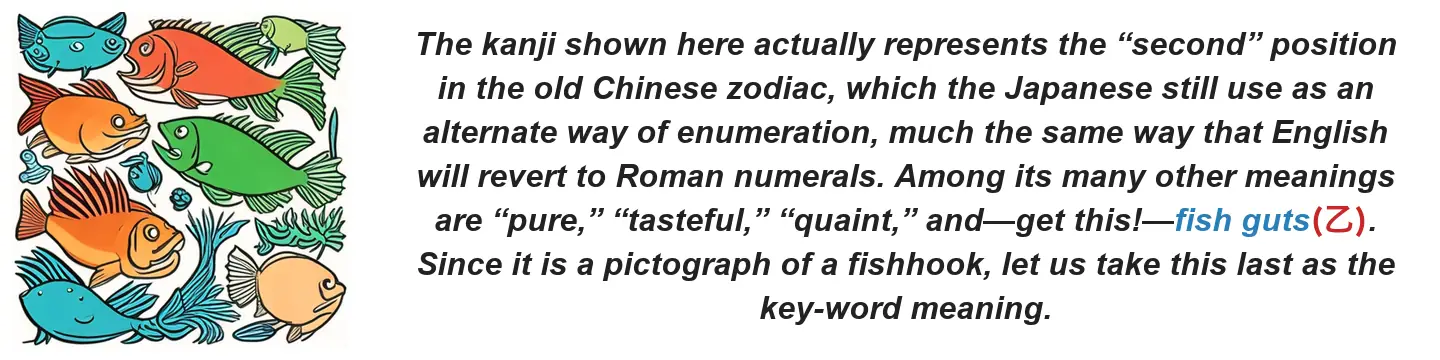 The kanji shown here actually represents the “second” position
in the old Chinese zodiac, which the Japanese still use as an
alternate way of enumeration, much the same way that English
will revert to Roman numerals. Among its many other meanings
are “pure,” “tasteful,” “quaint,” and—get this!—fish guts(乙).
Since it is a pictograph of a fishhook, let us take this last as the
key-word meaning.